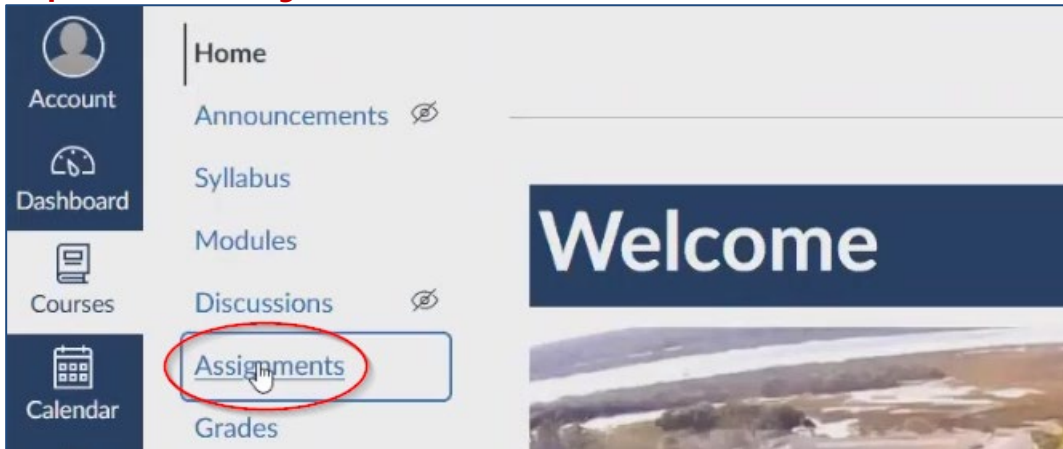 Account
Dashboard
Courses
Calendar
Home
Announcements
Syllabus
Modules
Discussions
Assignments
Grades
Welcome